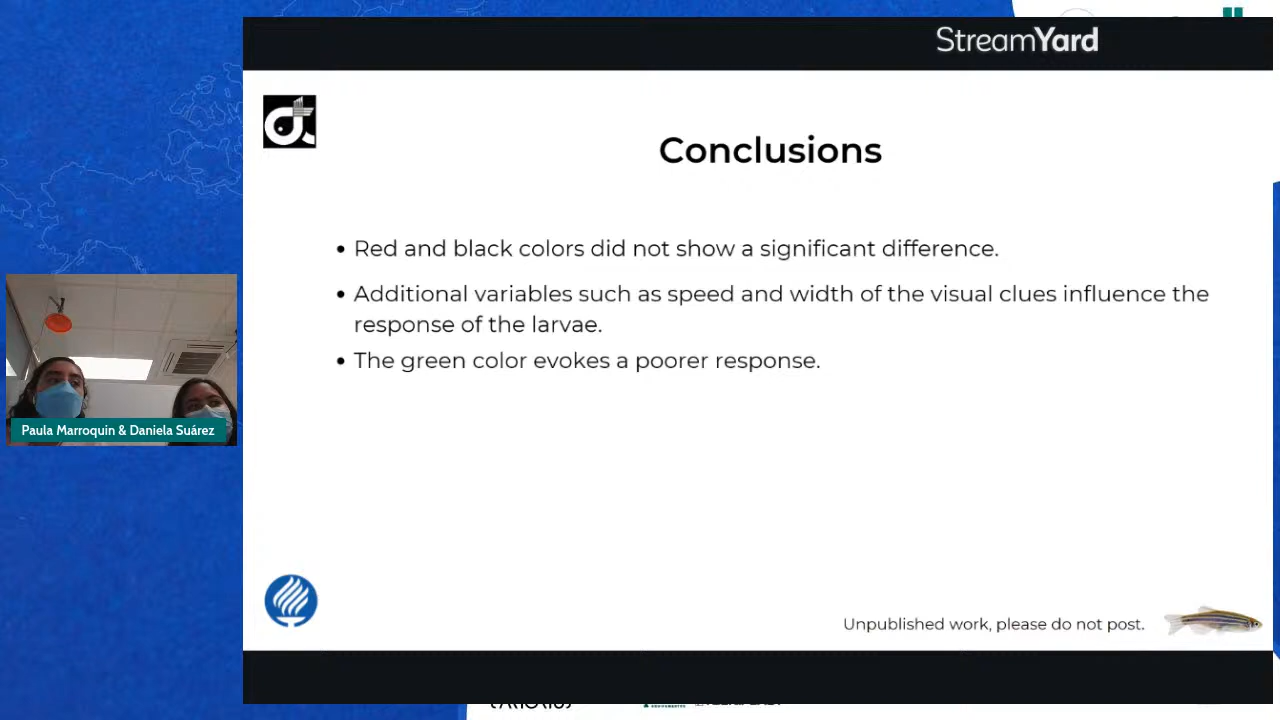 StreamYard
Conclusions
• Red and black colors did not show a significant difference.
• Additional variables such as speed and width of the visual clues influence the
response of the larvae.
• The green color evokes a poorer response.
Paula Marroquin & Daniela Suárez
Unpublished work, please do not post.